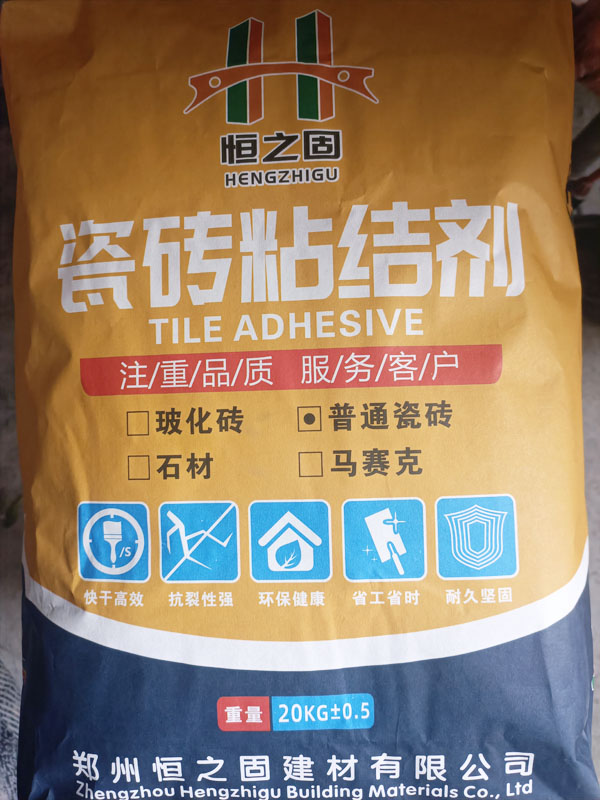 恒之固
HENGZHIGU
瓷砖粘结剂
TILE ADHESIVE
注/重/品/质 服/务/客/户
玻化砖 普通瓷砖
石材 马赛克
/S
快干高效 抗裂性强 环保健康 省工省时 耐久坚固
重量 20KG±0.5
郑州恒之固建材有限公司
Zhengzhou Hengzhigu Building Materials Co., Ltd